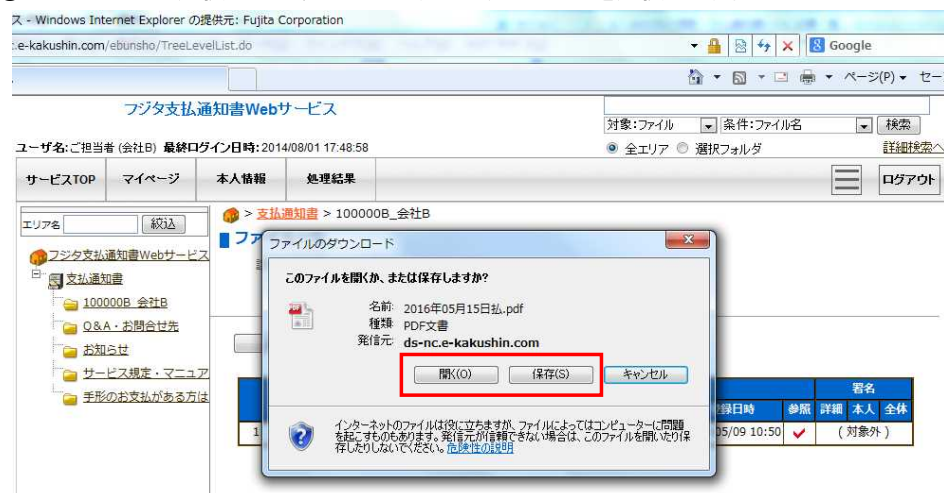 ス - Windows Internet Explorer の提供元: Fujita Corporation
.e-kakushin.com/ebunsho/TreeLevelList.do
Google
ページ(P)
セー
フジタ支払通知書Webサービス
対象:ファイル 条件:ファイル名 検索
ユーザ名:ご担当者 (会社B) 最終ログイン日時:2014/08/01 17:48:58
全エリア 選択フォルダ 詳細検索へ
サービスTOP マイページ 本人情報 処理結果 ログアウト
エリア名 絞込
> 支払通知書 > 100000B_会社B
ファ
フジタ支払通知書Webサービス
支払通知書
100000B_会社B
Q&A・お問合せ先
お知らせ
サービス規定・マニュア
手形のお支払がある方は
ファイルのダウンロード
このファイルを開くか、または保存しますか?
名前: 2016年05月15日払.pdf
種類: PDF文書
発信元: ds-nc.e-kakushin.com
開く(O) 保存(S) キャンセル
インターネットのファイルは役に立ちますが、ファイルによってはコンピューターに問題
を起こすものもあります。発信元が信頼できない場合は、このファイルを開いたり保
存したりしないでください。危険性の説明
署名
録日時 参照 詳細 本人 全体
1 05/09 10:50 (対象外)